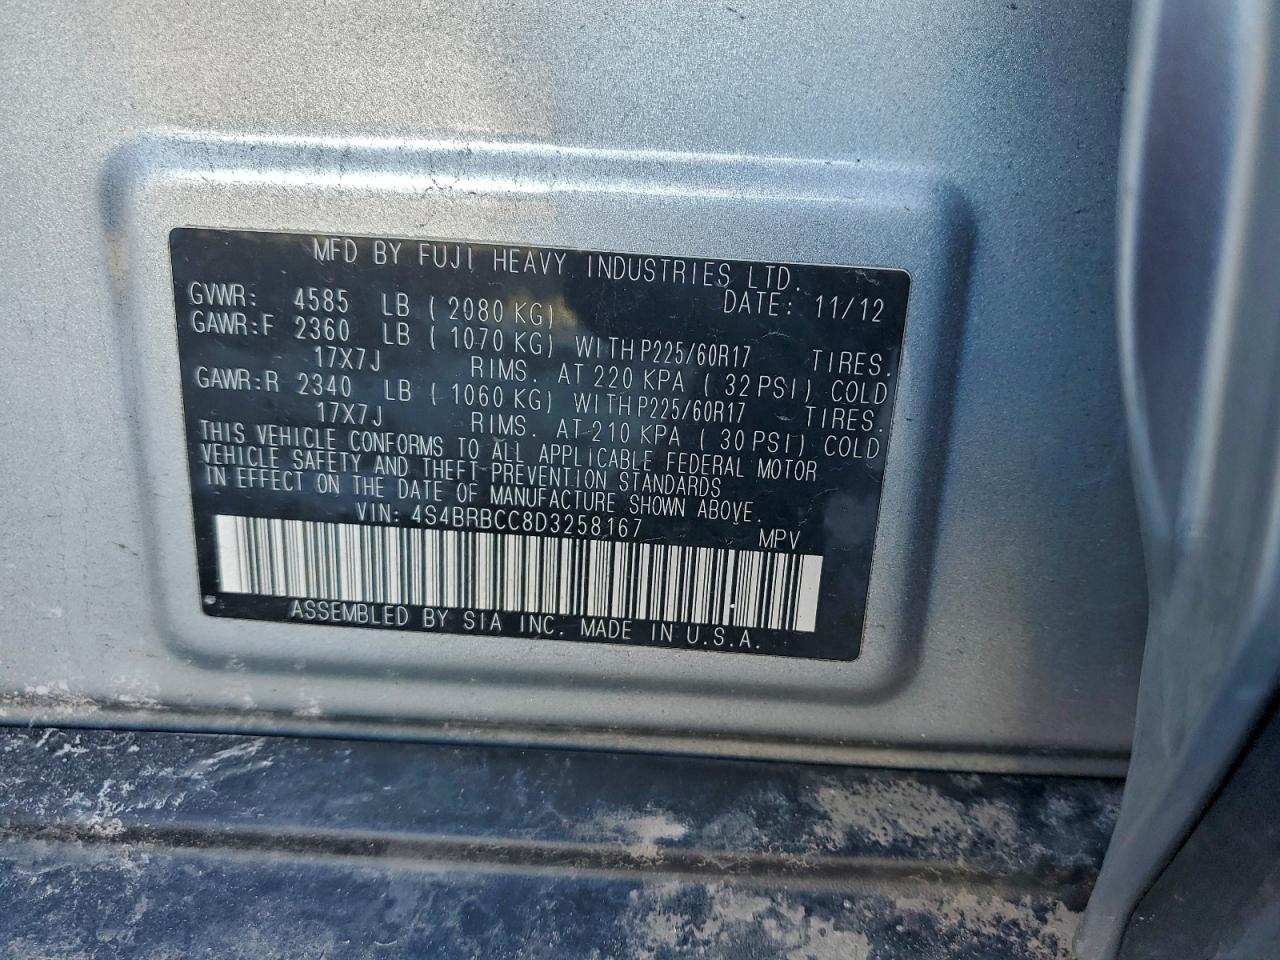 MFD BY FUJI HEAVY INDUSTRIES LTD.
DATE: 11/12
GVWR: 4585 LB ( 2080 KG)
GAWR:F 2360 LB ( 1070 KG) WITH P225/60R17 TIRES.
17X7J RIMS. AT 220 KPA ( 32 PSI) COLD
GAWR:R 2340 LB ( 1060 KG) WITH P225/60R17 TIRES.
17X7J RIMS. AT 210 KPA ( 30 PSI) COLD
THIS VEHICLE CONFORMS TO ALL APPLICABLE FEDERAL MOTOR
VEHICLE SAFETY AND THEFT PREVENTION STANDARDS
IN EFFECT ON THE DATE OF MANUFACTURE SHOWN ABOVE.
VIN: 4S4BRBCC8D3258167 MPV
ASSEMBLED BY SIA INC. MADE IN U.S.A.